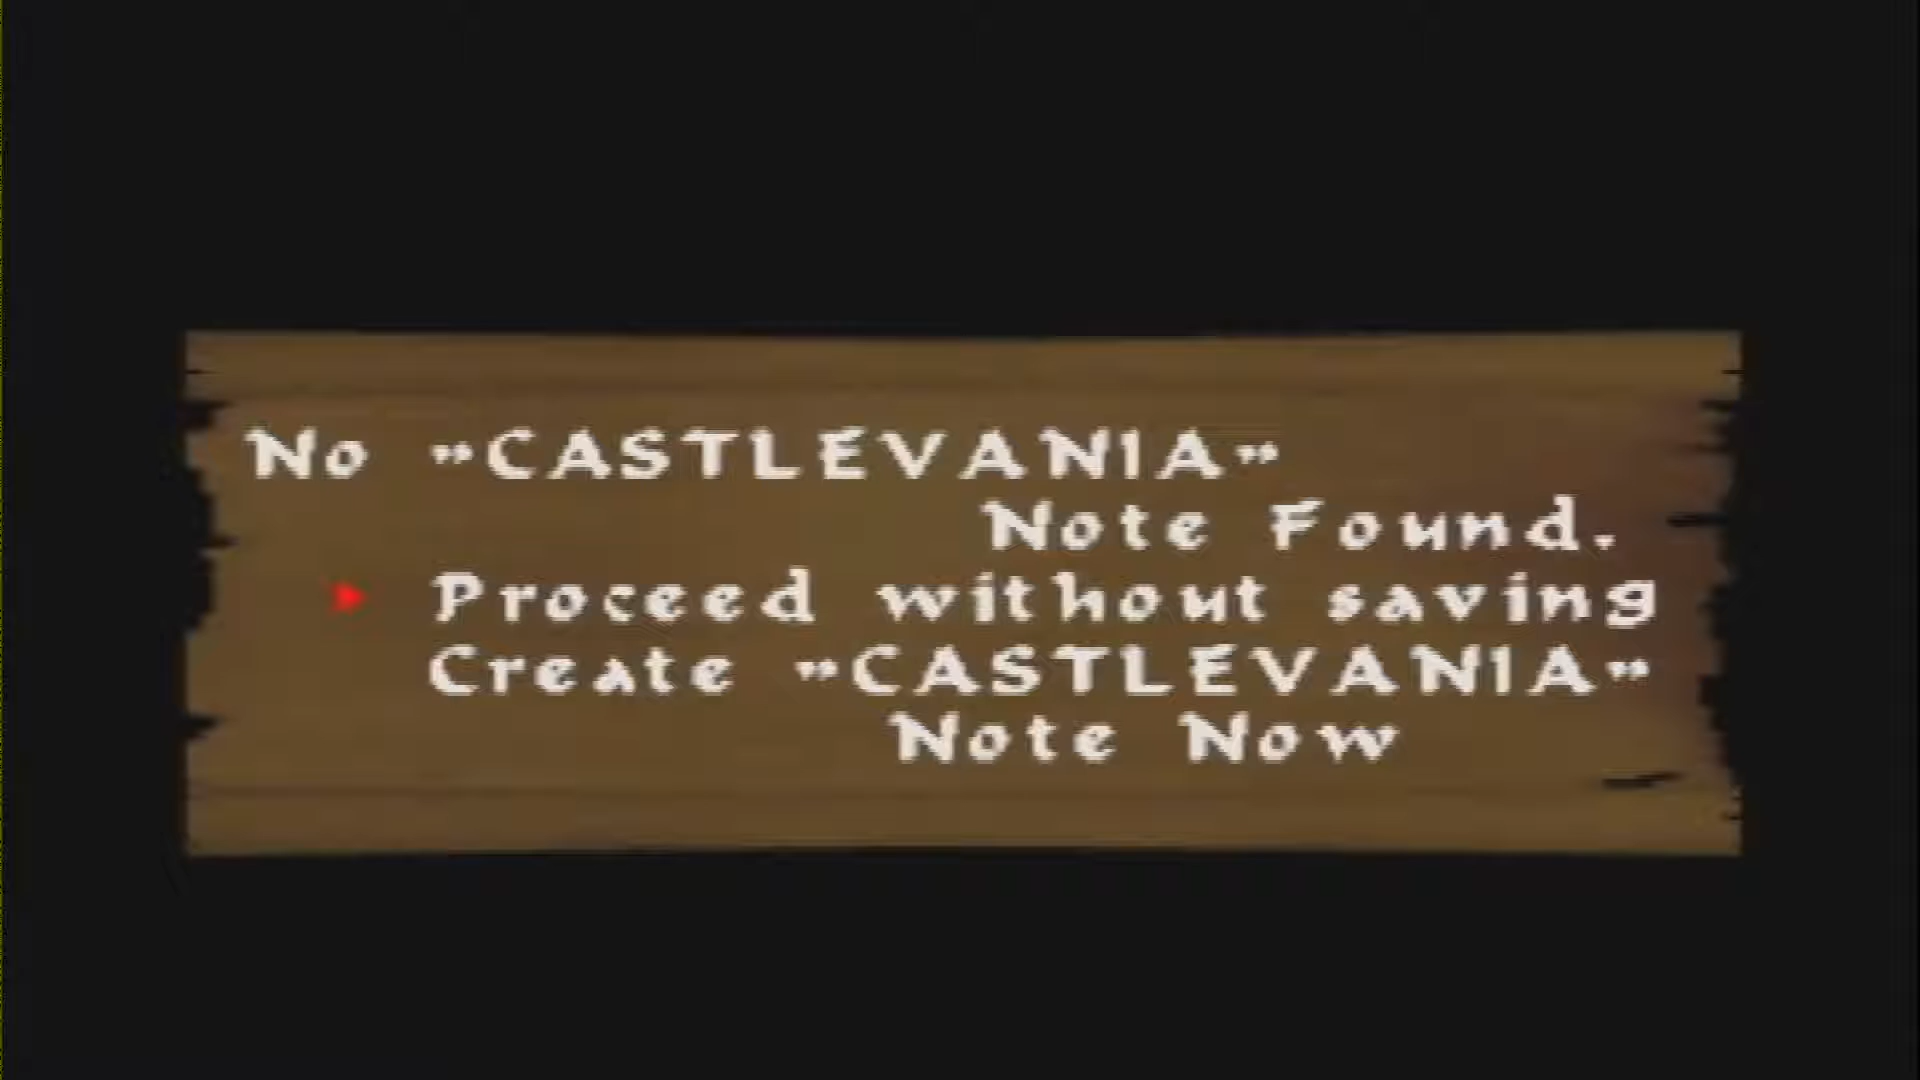 No "CASTLEVANIA"
Note Found.
Proceed without saving
Create "CASTLEVANIA"
Note Now